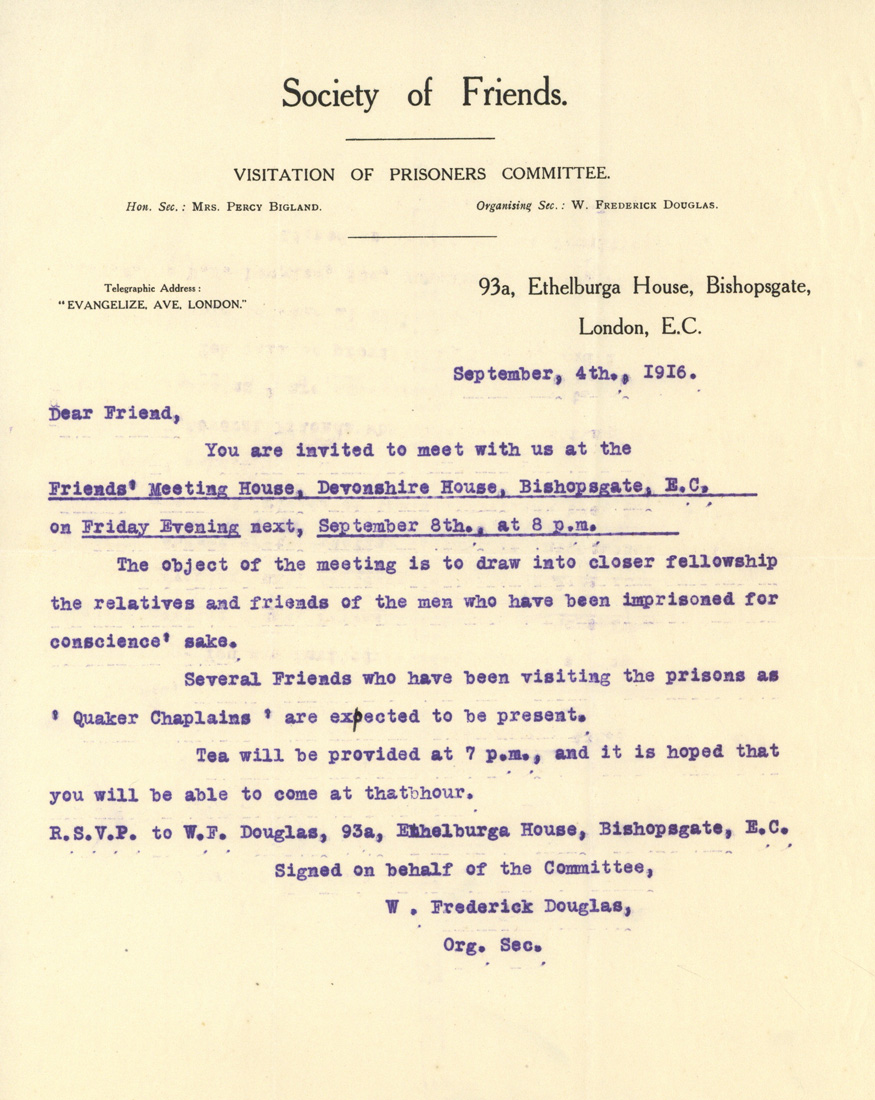 Society of Friends.
VISITATION OF PRISONERS COMMITTEE.
Hon. Sec.: MRS. PERCY BIGLAND.
Organising Sec.: W. FREDERICK DOUGLAS.
Telegraphic Address:
"EVANGELIZE, AVE, LONDON."
93a, Ethelburga House, Bishopsgate,
London, E.C.
September, 4th., 1916.
Dear Friend,
You are invited to meet with us at the
Friends' Meeting House, Devonshire House, Bishopsgate, E.C.
on Friday Evening next, September 8th., at 8 p.m.
The object of the meeting is to draw into closer fellowship
the relatives and friends of the men who have been imprisoned for
conscience' sake.
Several Friends who have been visiting the prisons as
' Quaker Chaplains ' are expected to be present.
Tea will be provided at 7 p.m., and it is hoped that
you will be able to come at thatbhour.
R.S.V.P. to W.F. Douglas, 93a, Ethelburga House, Bishopsgate, E.C.
Signed on behalf of the Committee,
W . Frederick Douglas,
Org. Sec.